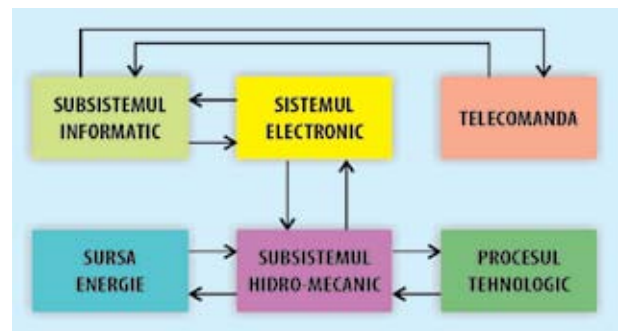 SUBSISTEMUL
INFORMATIC
SISTEMUL
ELECTRONIC
TELECOMANDA
SURSA
ENERGIE
SUBSISTEMUL
HIDRO-MECANIC
PROCESUL
TEHNOLOGIC